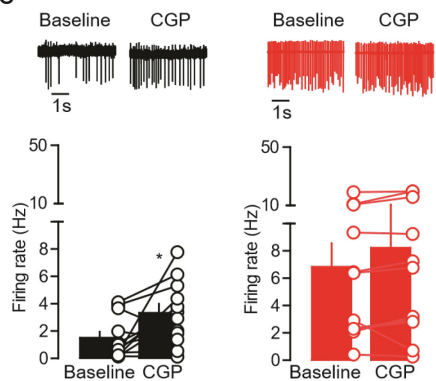 Baseline CGP
1s
Firing rate (Hz)
50
10
8
6
4
2
0
*
Baseline CGP
Baseline CGP
1s
Firing rate (Hz)
50
10
8
6
4
2
0
Baseline CGP